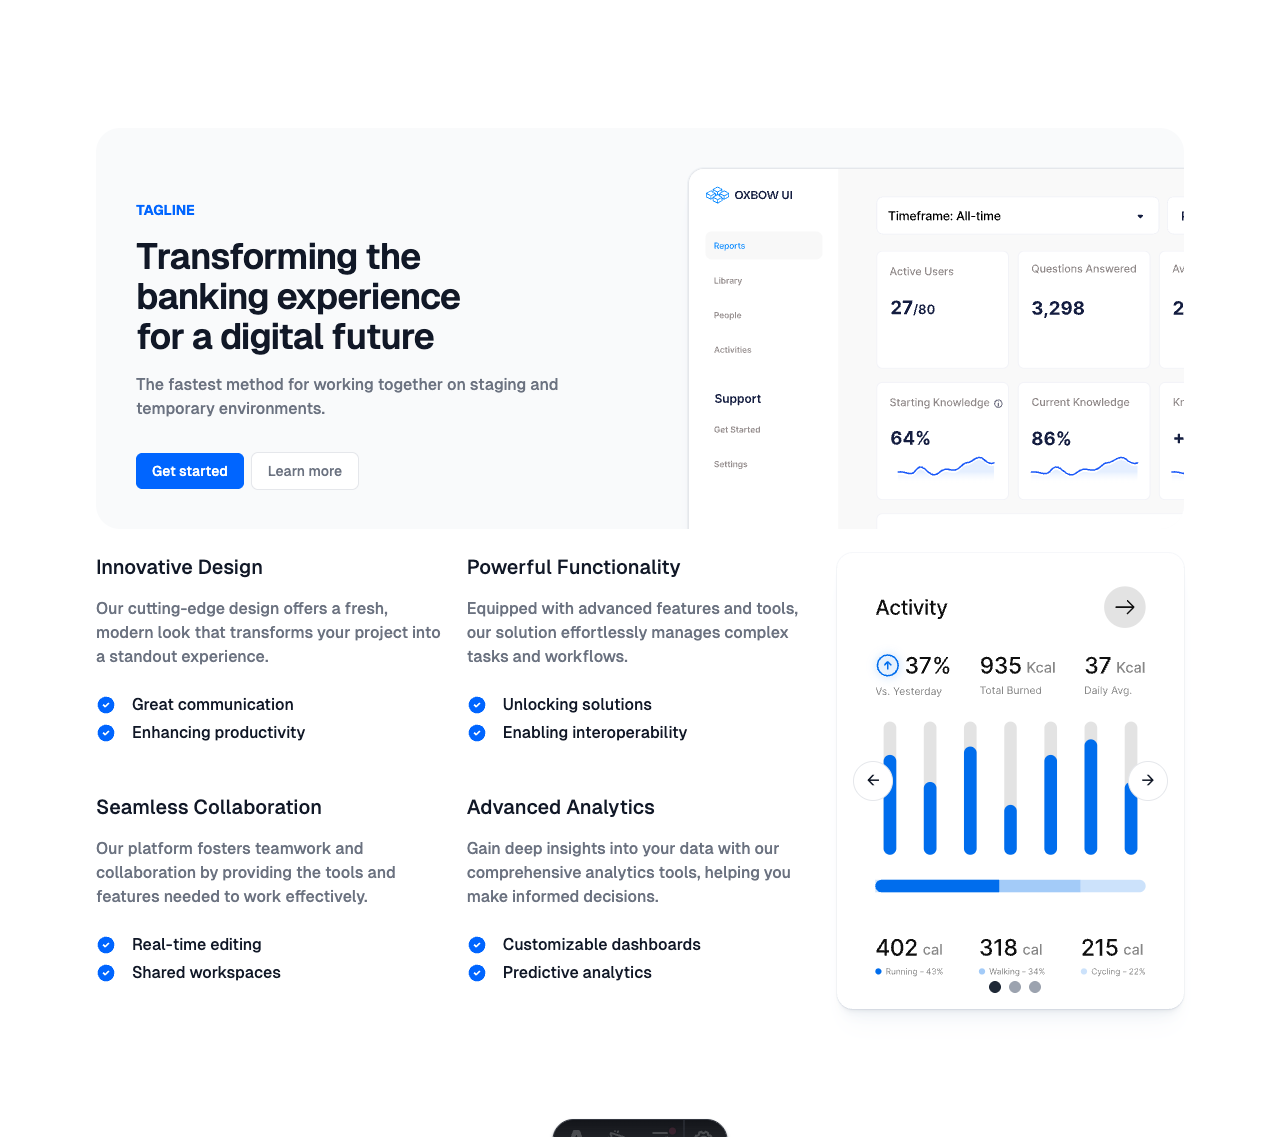 TAGLINE
Transforming the
banking experience
for a digital future
The fastest method for working together on staging and
temporary environments.
Get started
Learn more
OXBOW UI
Reports
Library
People
Activities
Support
Get Started
Settings
Timeframe: All-time
Active Users
27/80
Questions Answered
3,298
Starting Knowledge
64%
Current Knowledge
86%
Innovative Design
Our cutting-edge design offers a fresh,
modern look that transforms your project into
a standout experience.
Great communication
Enhancing productivity
Powerful Functionality
Equipped with advanced features and tools,
our solution effortlessly manages complex
tasks and workflows.
Unlocking solutions
Enabling interoperability
Seamless Collaboration
Our platform fosters teamwork and
collaboration by providing the tools and
features needed to work effectively.
Real-time editing
Shared workspaces
Advanced Analytics
Gain deep insights into your data with our
comprehensive analytics tools, helping you
make informed decisions.
Customizable dashboards
Predictive analytics
Activity
37%
Vs. Yesterday
935 Kcal
Total Burned
37 Kcal
Daily Avg.
402 cal
Running - 43%
318 cal
Walking - 34%
215 cal
Cycling - 22%